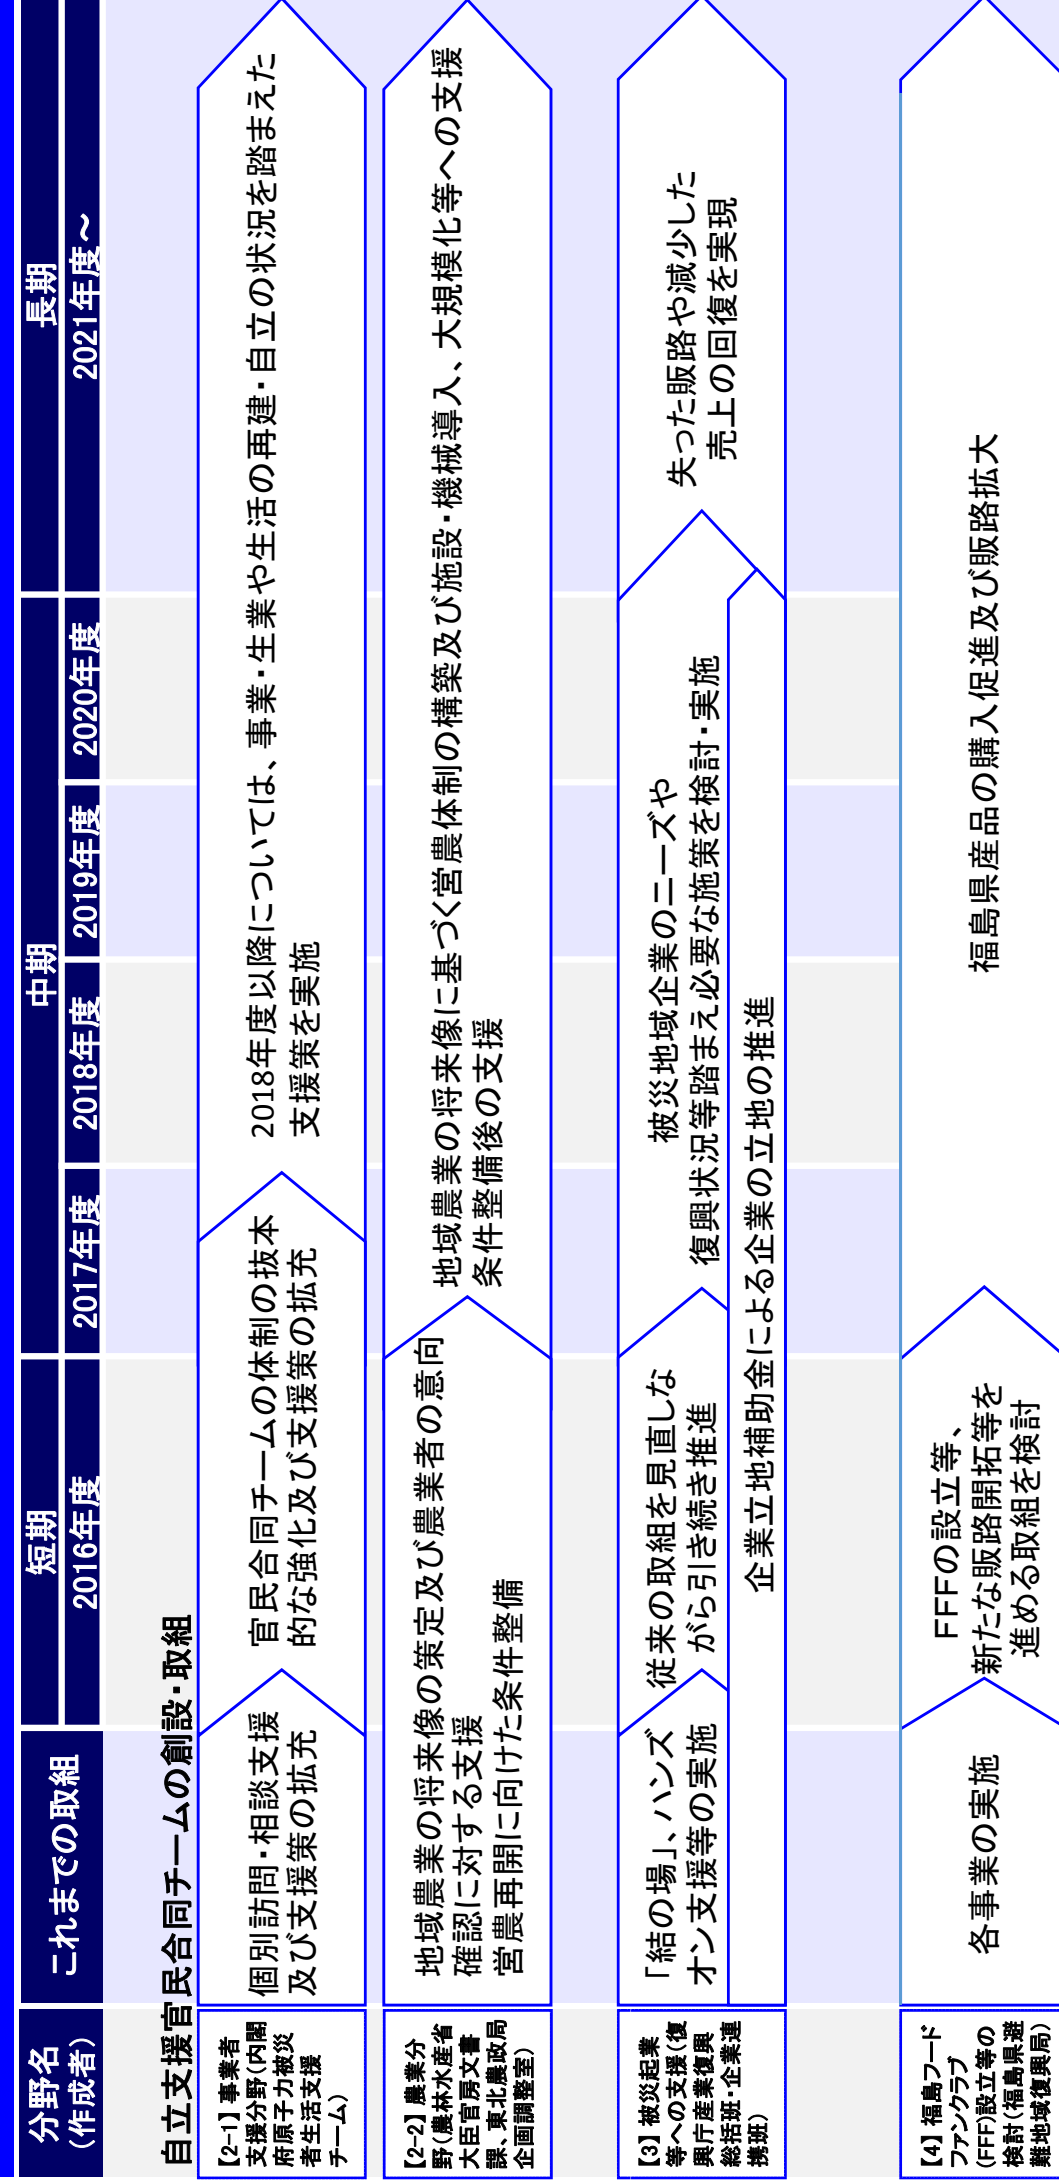 分野名
(作成者)
これまでの取組
短期
2016年度
中期
2017年度
2018年度
2019年度
2020年度
長期
2021年度～
自立支援官民合同チームの創設・取組
【2-1】事業者
支援分野（内閣
府原子力被災
者生活支援
チーム）
個別訪問・相談支援
及び支援策の拡充
官民合同チームの体制の抜本
的な強化及び支援策の拡充
2018年度以降については、事業・生業や生活の再建・自立の状況を踏まえた
支援策を実施
【2-2】農業分
野（農林水産省
大臣官房文書
課、東北農政局
企画調整室）
地域農業の将来像の策定及び農業者の意向
確認に対する支援
営農再開に向けた条件整備
地域農業の将来像に基づく営農体制の構築及び施設・機械導入、大規模化等への支援
条件整備後の支援
【3】被災起業
等への支援（復
興庁産業復興
総括班・企業連
携班）
「結の場」、ハンズ
オン支援等の実施
従来の取組を見直しな
がら引き続き推進
被災地域企業のニーズや
復興状況等踏まえ必要な施策を検討・実施
失った販路や減少した
売上の回復を実現
企業立地補助金による企業の立地の推進
【4】福島フード
ファンクラブ
(FFF)設立等の
検討（福島県避
難地域復興局）
各事業の実施
FFFの設立等、
新たな販路開拓等を
進める取組を検討
福島県産品の購入促進及び販路拡大